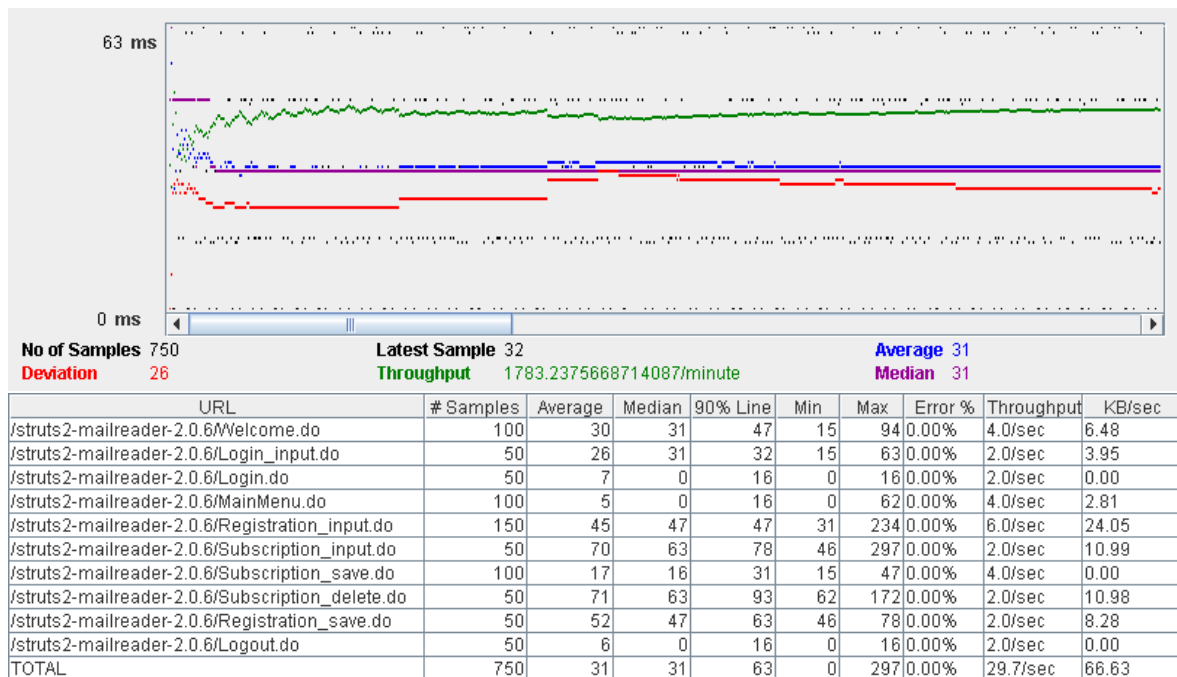 63 ms
0 ms
No of Samples 750 Latest Sample 32 Average 31
Deviation 26 Throughput 1783.2375668714087/minute Median 31
URL # Samples Average Median 90% Line Min Max Error % Throughput KB/sec
/struts2-mailreader-2.0.6/Welcome.do 100 30 31 47 15 94 0.00% 4.0/sec 6.48
/struts2-mailreader-2.0.6/Login_input.do 50 26 31 32 15 63 0.00% 2.0/sec 3.95
/struts2-mailreader-2.0.6/Login.do 50 7 0 16 0 16 0.00% 2.0/sec 0.00
/struts2-mailreader-2.0.6/MainMenu.do 100 5 0 16 0 62 0.00% 4.0/sec 2.81
/struts2-mailreader-2.0.6/Registration_input.do 150 45 47 47 31 234 0.00% 6.0/sec 24.05
/struts2-mailreader-2.0.6/Subscription_input.do 50 70 63 78 46 297 0.00% 2.0/sec 10.99
/struts2-mailreader-2.0.6/Subscription_save.do 100 17 16 31 15 47 0.00% 4.0/sec 0.00
/struts2-mailreader-2.0.6/Subscription_delete.do 50 71 63 93 62 172 0.00% 2.0/sec 10.98
/struts2-mailreader-2.0.6/Registration_save.do 50 52 47 63 46 78 0.00% 2.0/sec 8.28
/struts2-mailreader-2.0.6/Logout.do 50 6 0 16 0 16 0.00% 2.0/sec 0.00
TOTAL 750 31 31 63 0 297 0.00% 29.7/sec 66.63